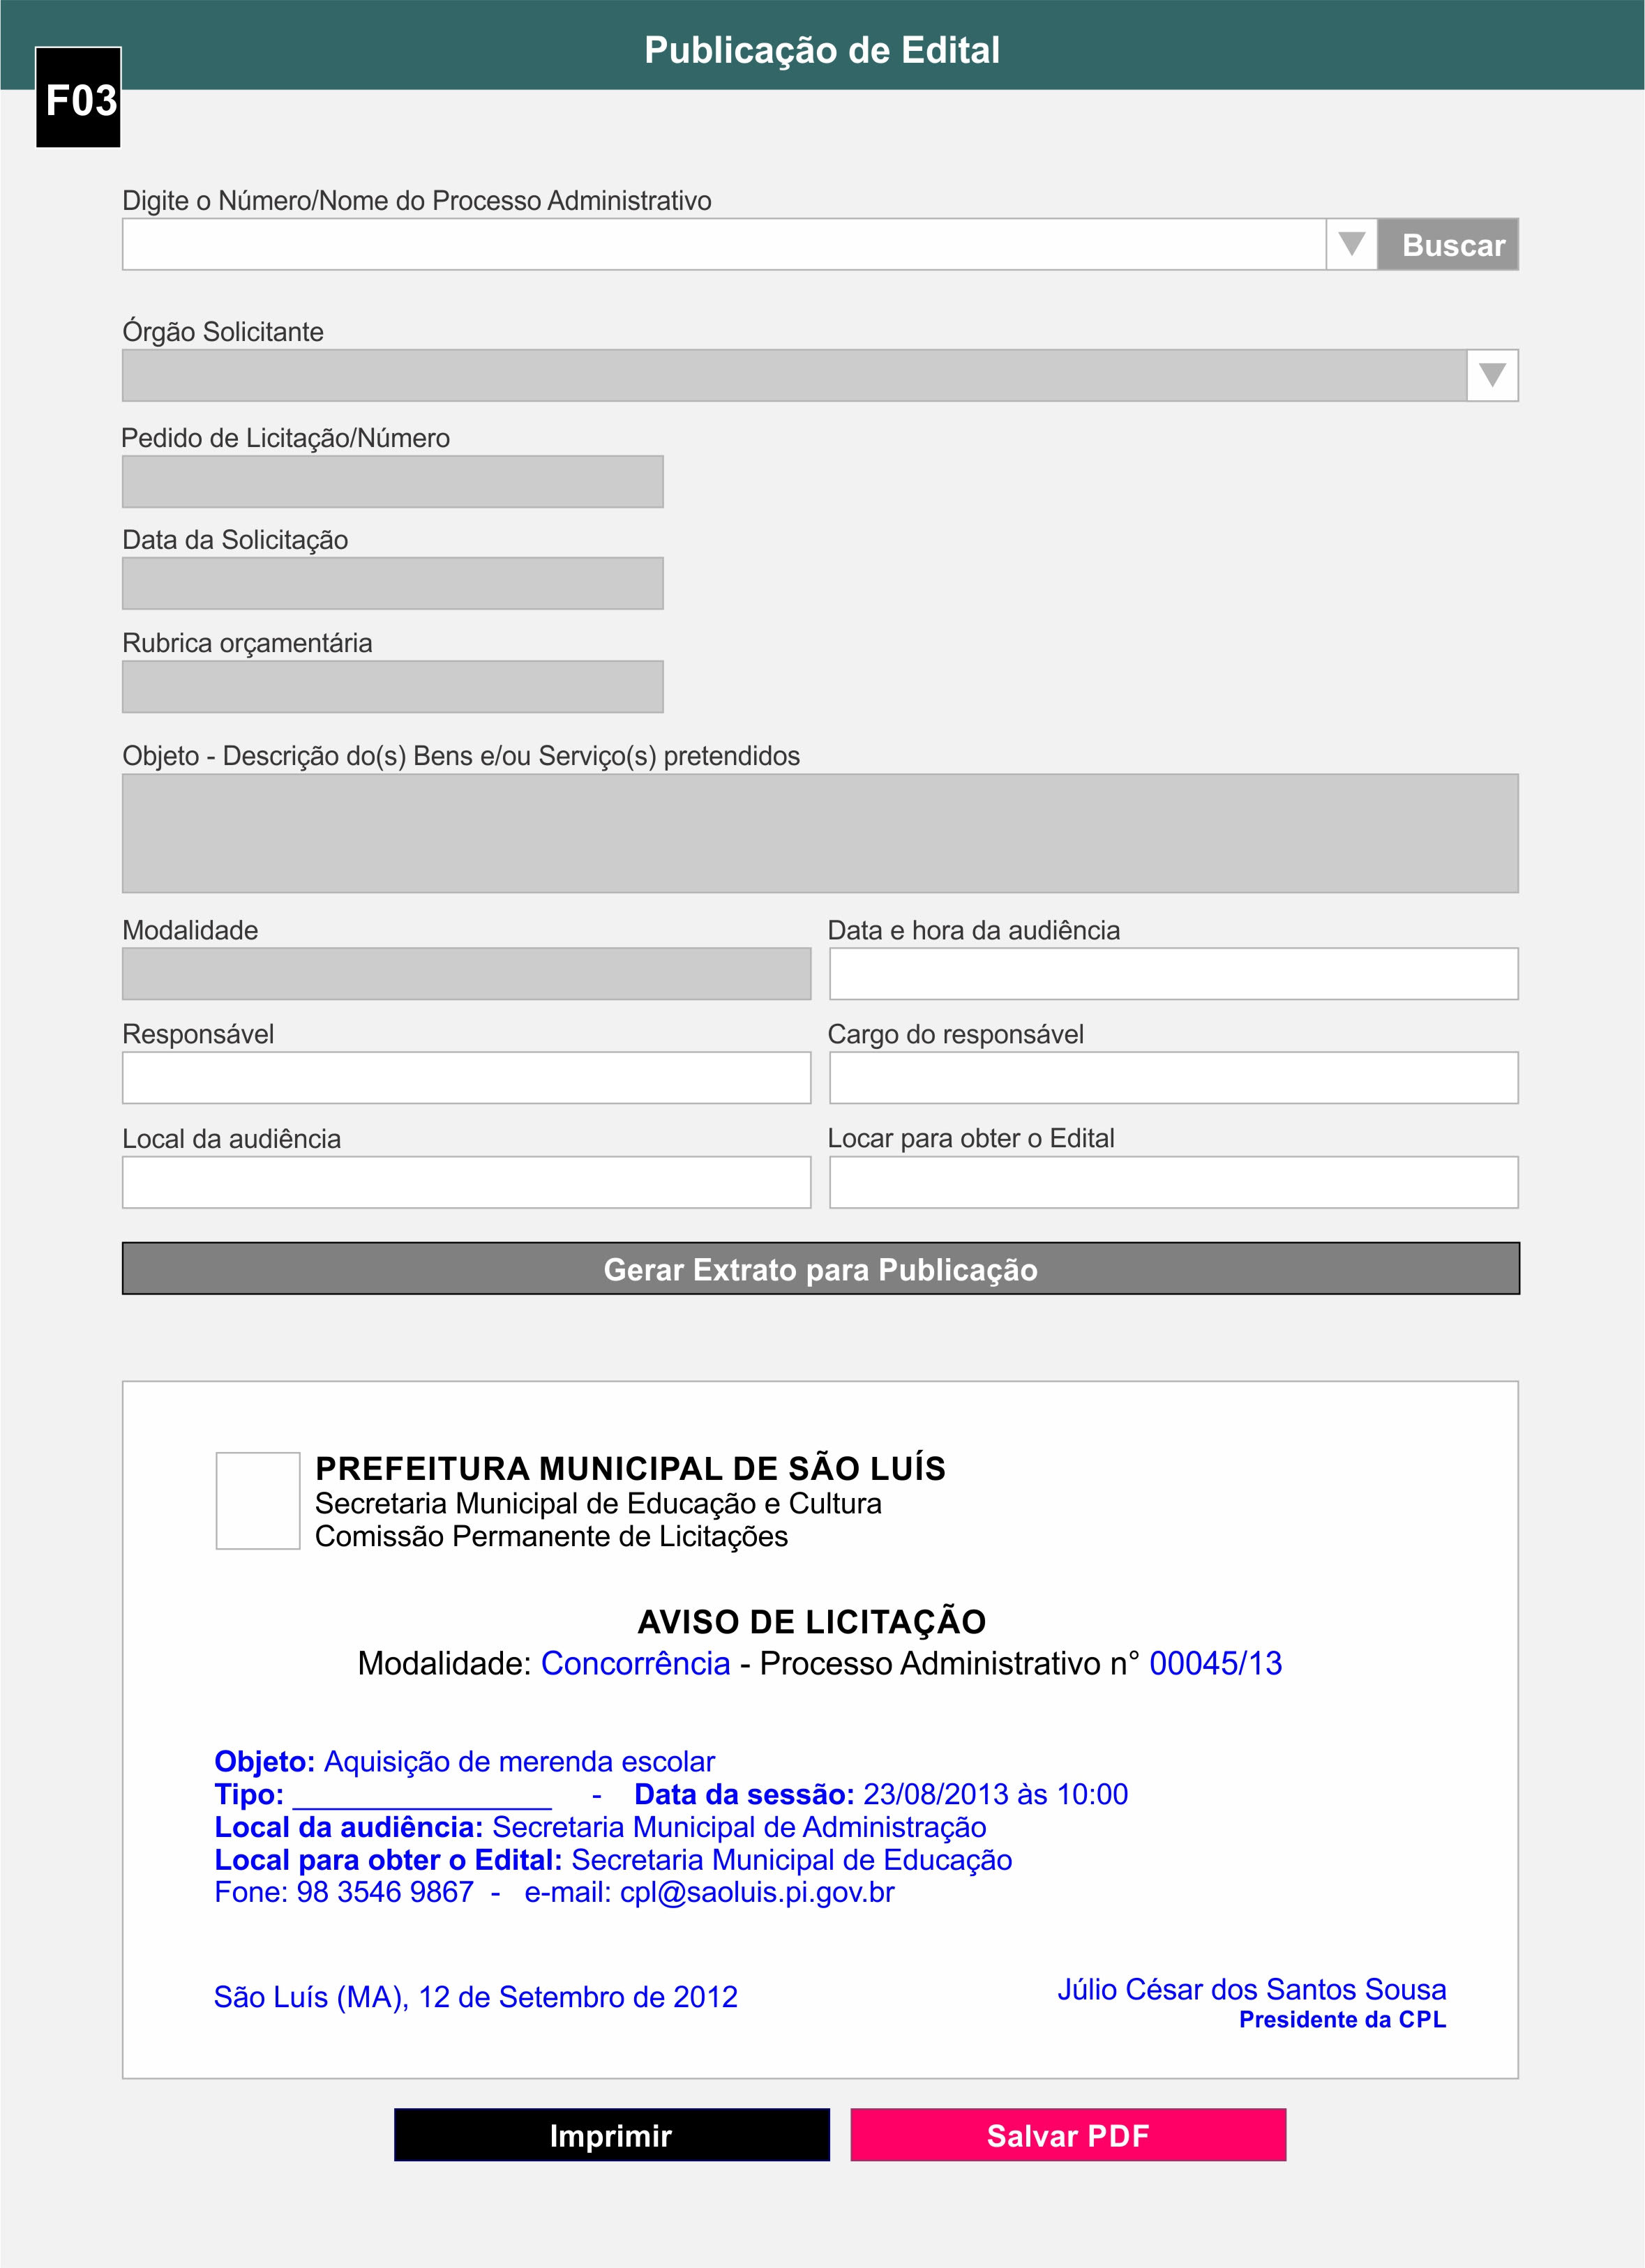 Publicação de Edital
F03
Digite o Número/Nome do Processo Administrativo
Buscar
Órgão Solicitante
Pedido de Licitação/Número
Data da Solicitação
Rubrica orçamentária
Objeto - Descrição do(s) Bens e/ou Serviço(s) pretendidos
Modalidade
Data e hora da audiência
Responsável
Cargo do responsável
Local da audiência
Locar para obter o Edital
Gerar Extrato para Publicação
PREFEITURA MUNICIPAL DE SÃO LUÍS
Secretaria Municipal de Educação e Cultura
Comissão Permanente de Licitações
AVISO DE LICITAÇÃO
Modalidade: Concorrência - Processo Administrativo n° 00045/13
Objeto: Aquisição de merenda escolar
Tipo: ________________ - Data da sessão: 23/08/2013 às 10:00
Local da audiência: Secretaria Municipal de Administração
Local para obter o Edital: Secretaria Municipal de Educação
Fone: 98 3546 9867 - e-mail: cpl@saoluis.pi.gov.br
São Luís (MA), 12 de Setembro de 2012
Júlio César dos Santos Sousa
Presidente da CPL
Imprimir
Salvar PDF